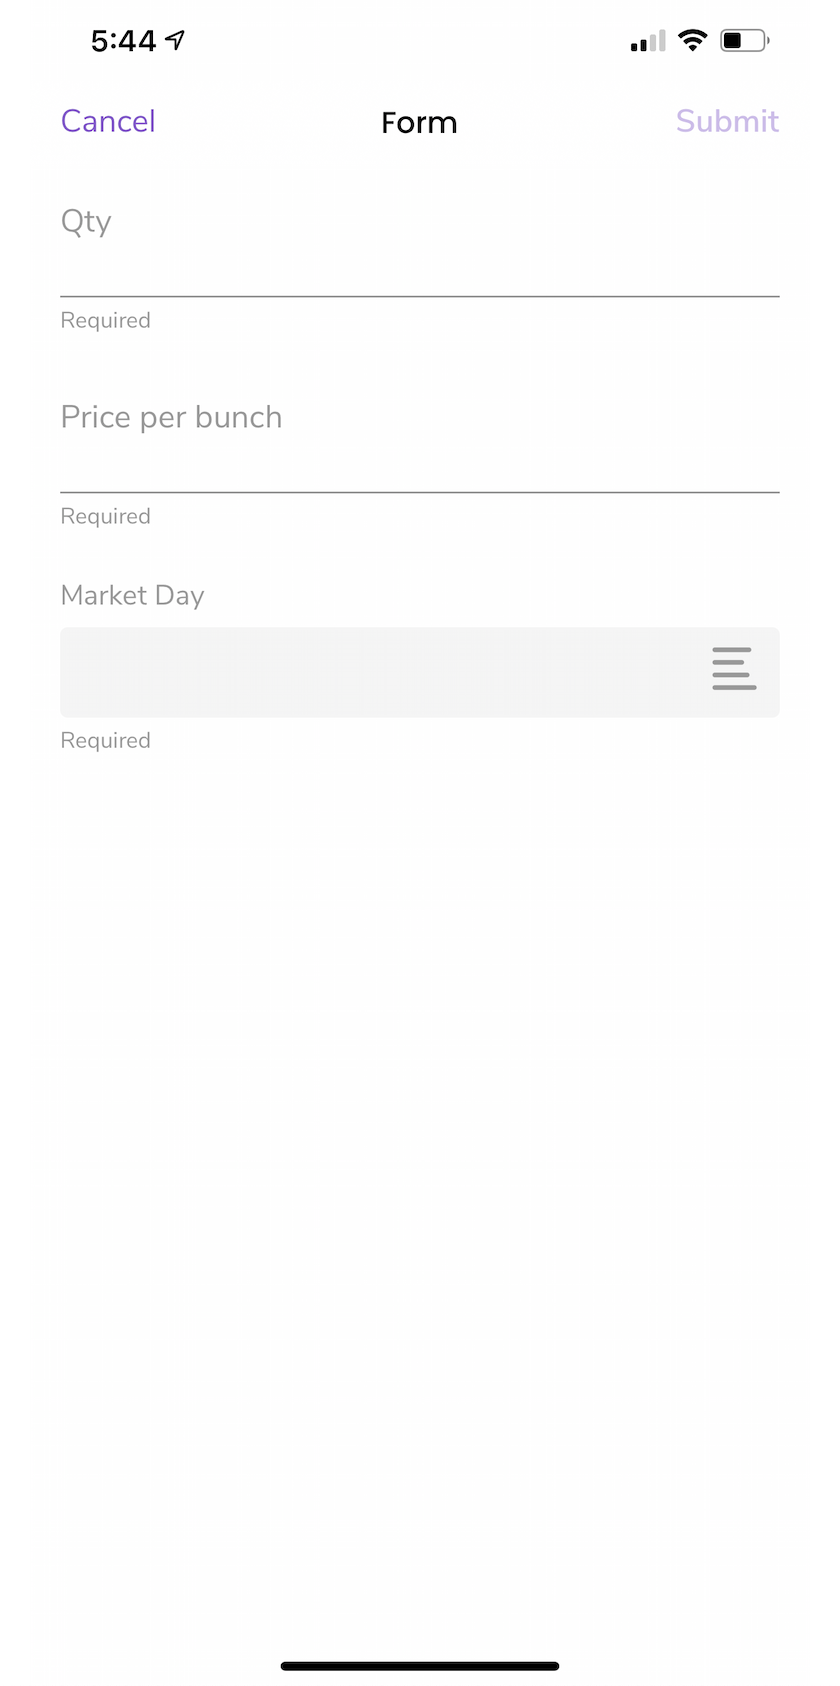 5:44
Cancel Form Submit
Qty
Required
Price per bunch
Required
Market Day
Required